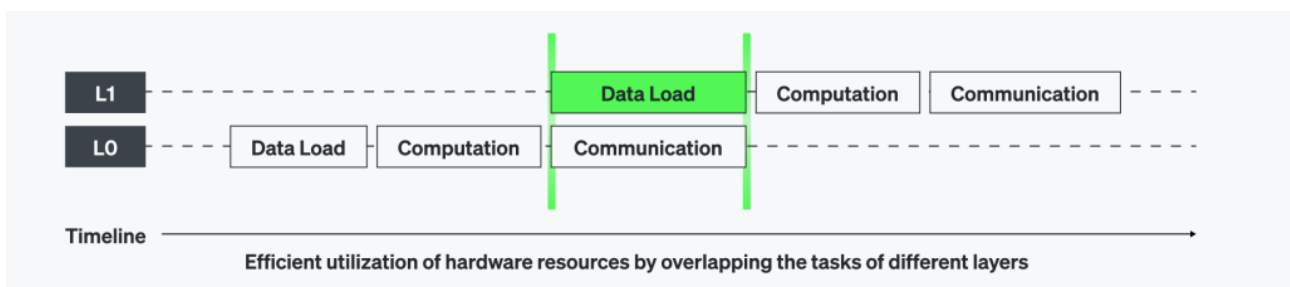 L1 Data Load Computation Communication
L0 Data Load Computation Communication
Timeline
Efficient utilization of hardware resources by overlapping the tasks of different layers